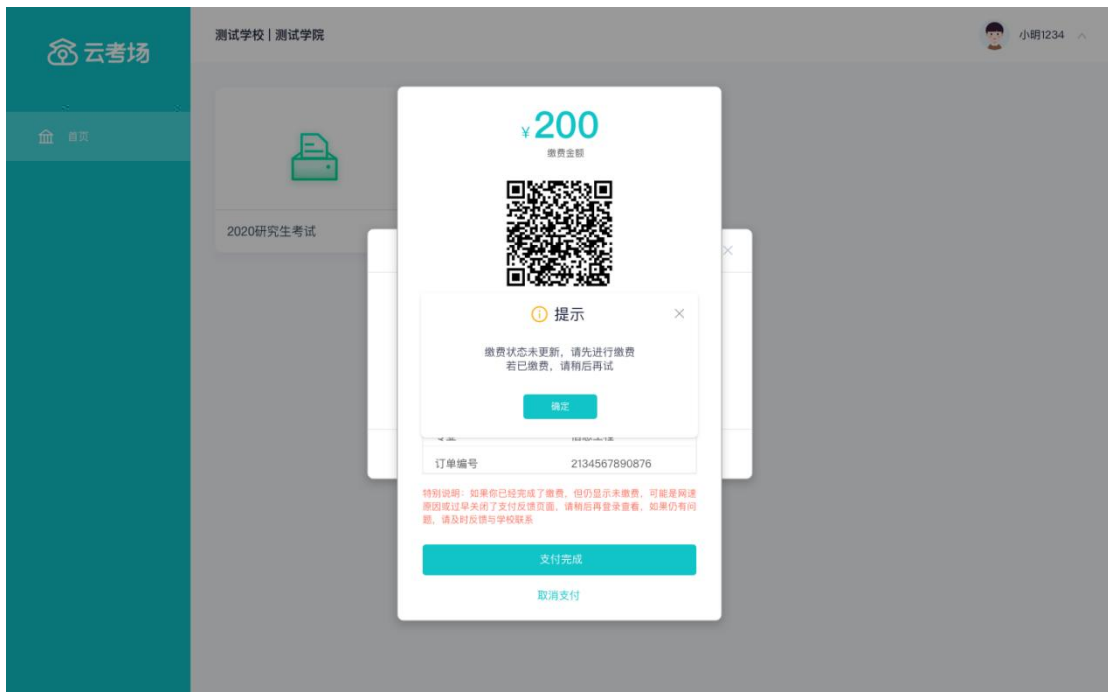 云考场
测试学校 | 测试学院
小明1234
首页
2020研究生考试
¥200
缴费金额
提示
缴费状态未更新，请先进行缴费
若已缴费，请稍后再试
确定
订单编号 2134567890876
特别说明：如果你已经完成了缴费，但仍显示未缴费，可能是网速
原因或过早关闭了支付反馈页面，请稍后再登录查看，如果仍有问
题，请及时反馈与学校联系
支付完成
取消支付